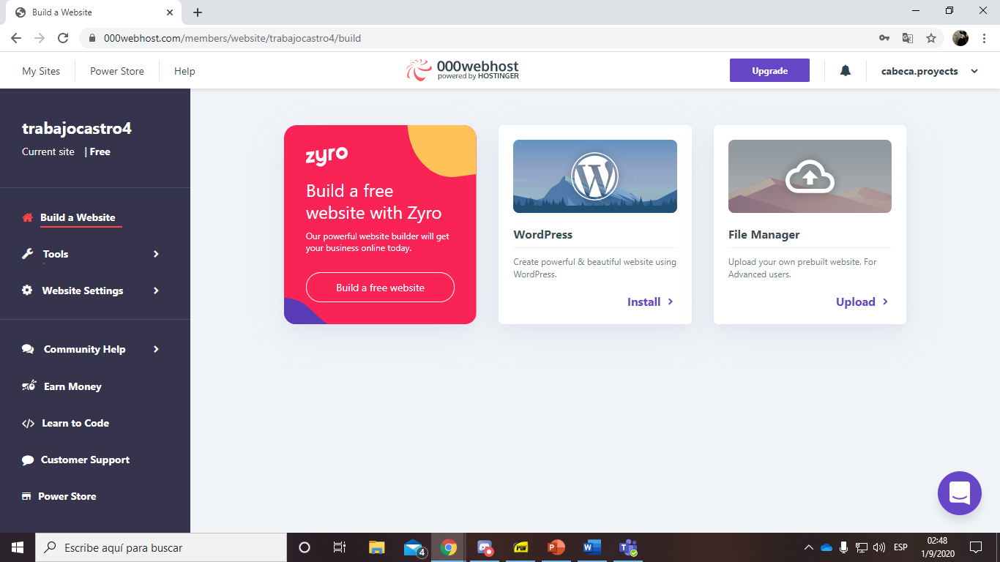 Build a Website
000webhost.com/members/website/trabajocastro4/build
My Sites
Power Store
Help
000webhost
powered by HOSTINGER
Upgrade
cabeca.proyects
trabajocastro4
Current site | Free
Build a Website
Tools
Website Settings
Community Help
Earn Money
Learn to Code
Customer Support
Power Store
zyro
Build a free
website with Zyro
Our powerful website builder will get
your business online today.
Build a free website
WordPress
Create powerful & beautiful website using
WordPress.
Install
File Manager
Upload your own prebuilt website. For
Advanced users.
Upload
Escribe aquí para buscar
4
PDF
ESP
02:48
1/9/2020